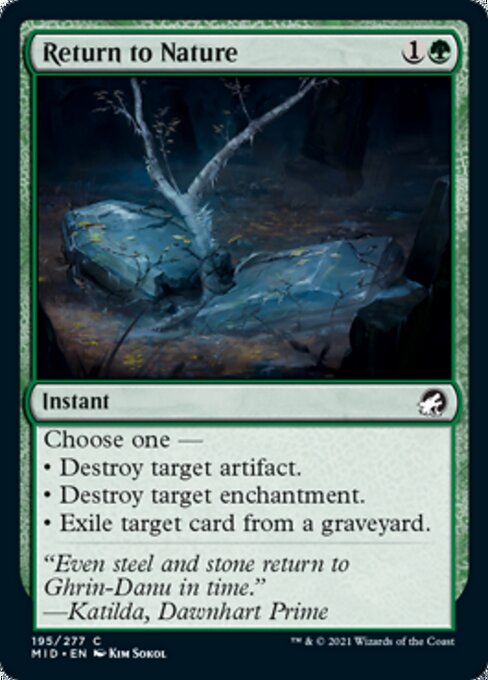 Return to Nature 1
Instant
Choose one —
• Destroy target artifact.
• Destroy target enchantment.
• Exile target card from a graveyard.
“Even steel and stone return to
Ghrin-Danu in time.”
—Katilda, Dawnhart Prime
195/277 C
MID • EN Kim Sokol
™ & © 2021 Wizards of the Coast